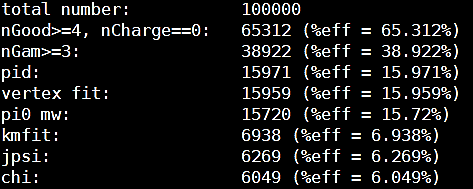 total number: 100000
nGood>=4, nCharge==0: 65312 (%eff = 65.312%)
nGam>=3: 38922 (%eff = 38.922%)
pid: 15971 (%eff = 15.971%)
vertex fit: 15959 (%eff = 15.959%)
pi0 mw: 15720 (%eff = 15.72%)
kmfit: 6938 (%eff = 6.938%)
jpsi: 6269 (%eff = 6.269%)
chi: 6049 (%eff = 6.049%)